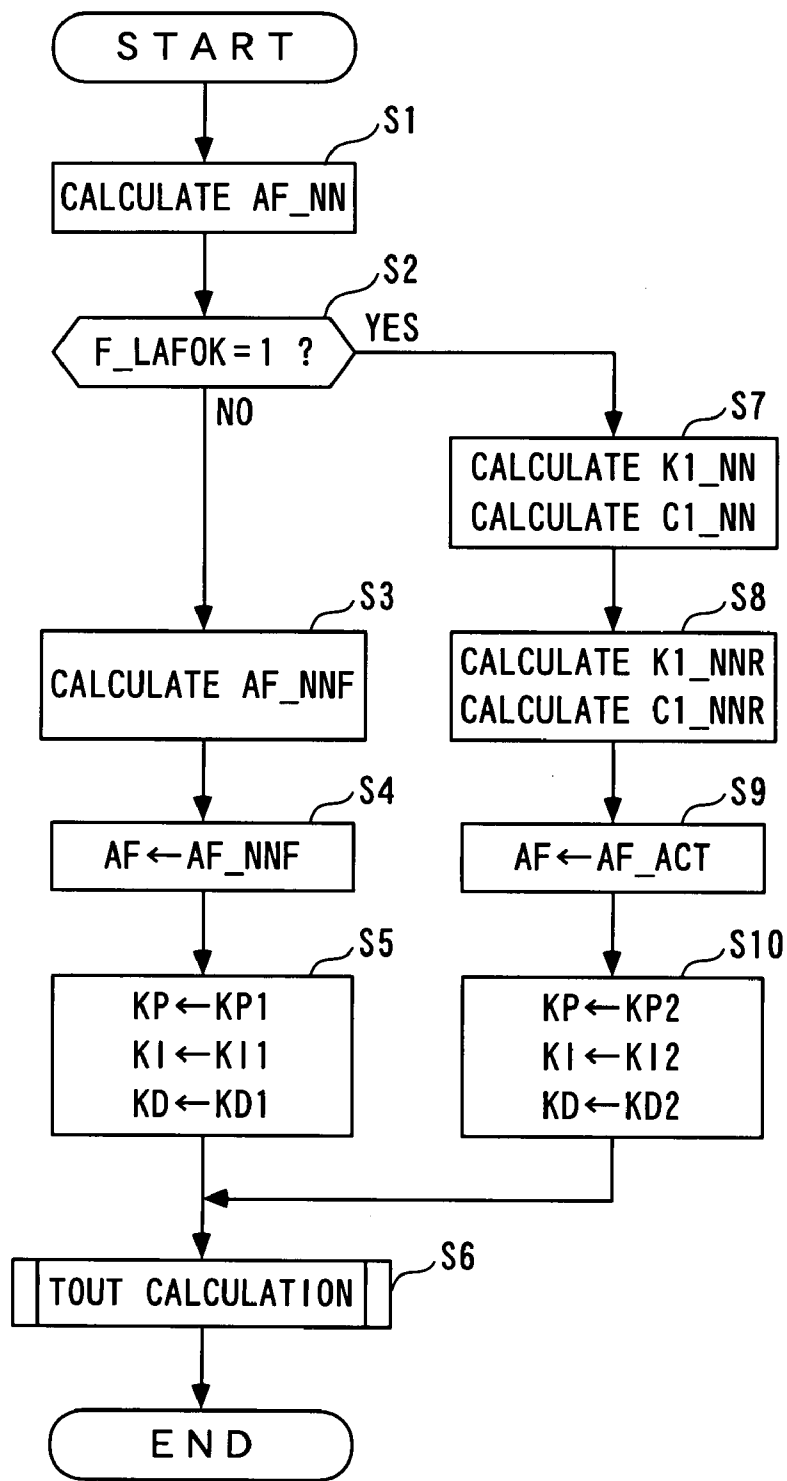 START
S1
CALCULATE AF_NN
S2
F_LAFOK=1 ?
YES
NO
S7
CALCULATE K1_NN
CALCULATE C1_NN
S3
CALCULATE AF_NNF
S8
CALCULATE K1_NNR
CALCULATE C1_NNR
S4
AF←AF_NNF
S9
AF←AF_ACT
S5
KP←KP1
KI←KI1
KD←KD1
S10
KP←KP2
KI←KI2
KD←KD2
S6
TOUT CALCULATION
END